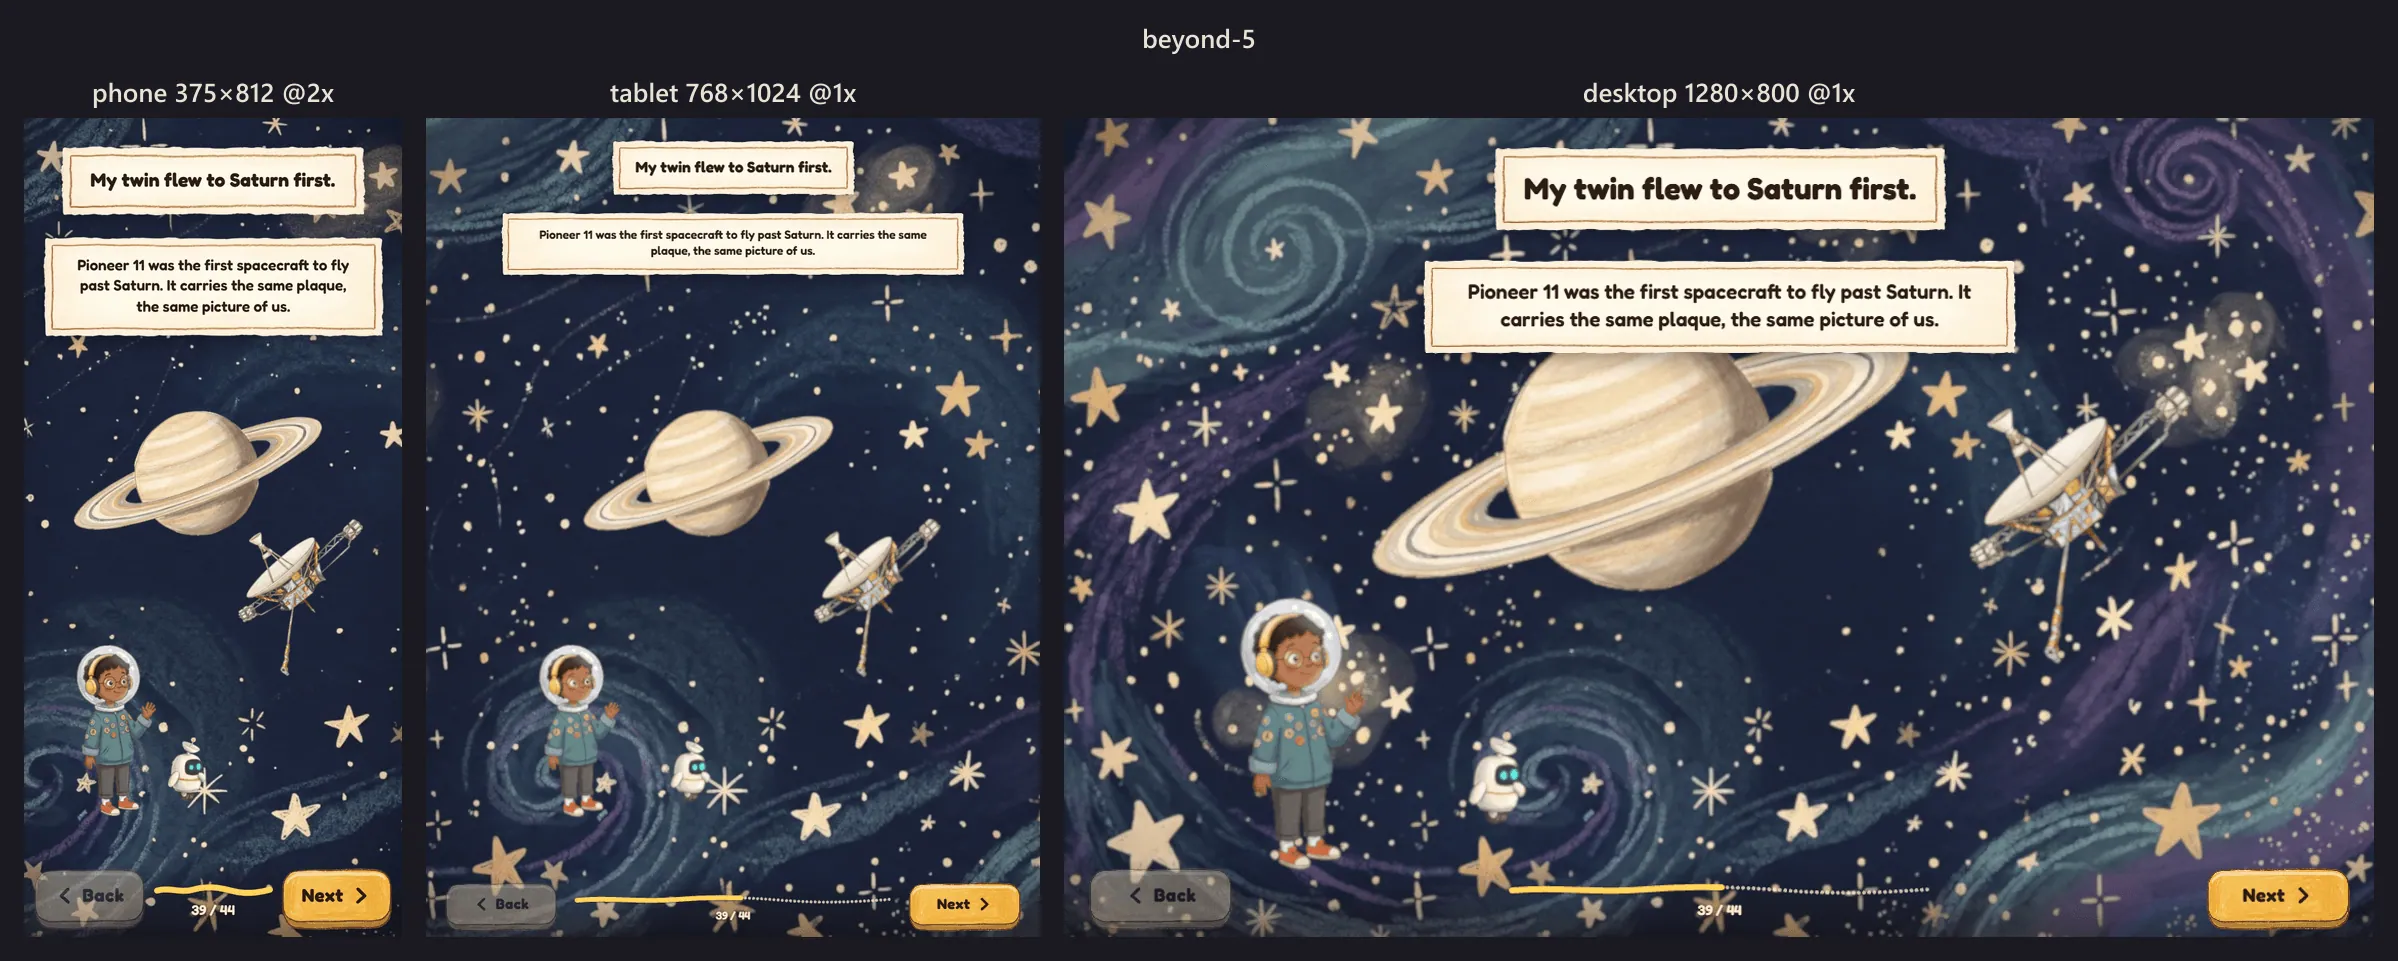 beyond-5
phone 375×812 @2x
My twin flew to Saturn first.
Pioneer 11 was the first spacecraft to fly
past Saturn. It carries the same plaque,
the same picture of us.
Back
39 / 44
Next
tablet 768×1024 @1x
My twin flew to Saturn first.
Pioneer 11 was the first spacecraft to fly past Saturn. It carries the same
plaque, the same picture of us.
Back
39 / 44
Next
desktop 1280×800 @1x
My twin flew to Saturn first.
Pioneer 11 was the first spacecraft to fly past Saturn. It
carries the same plaque, the same picture of us.
Back
39 / 44
Next